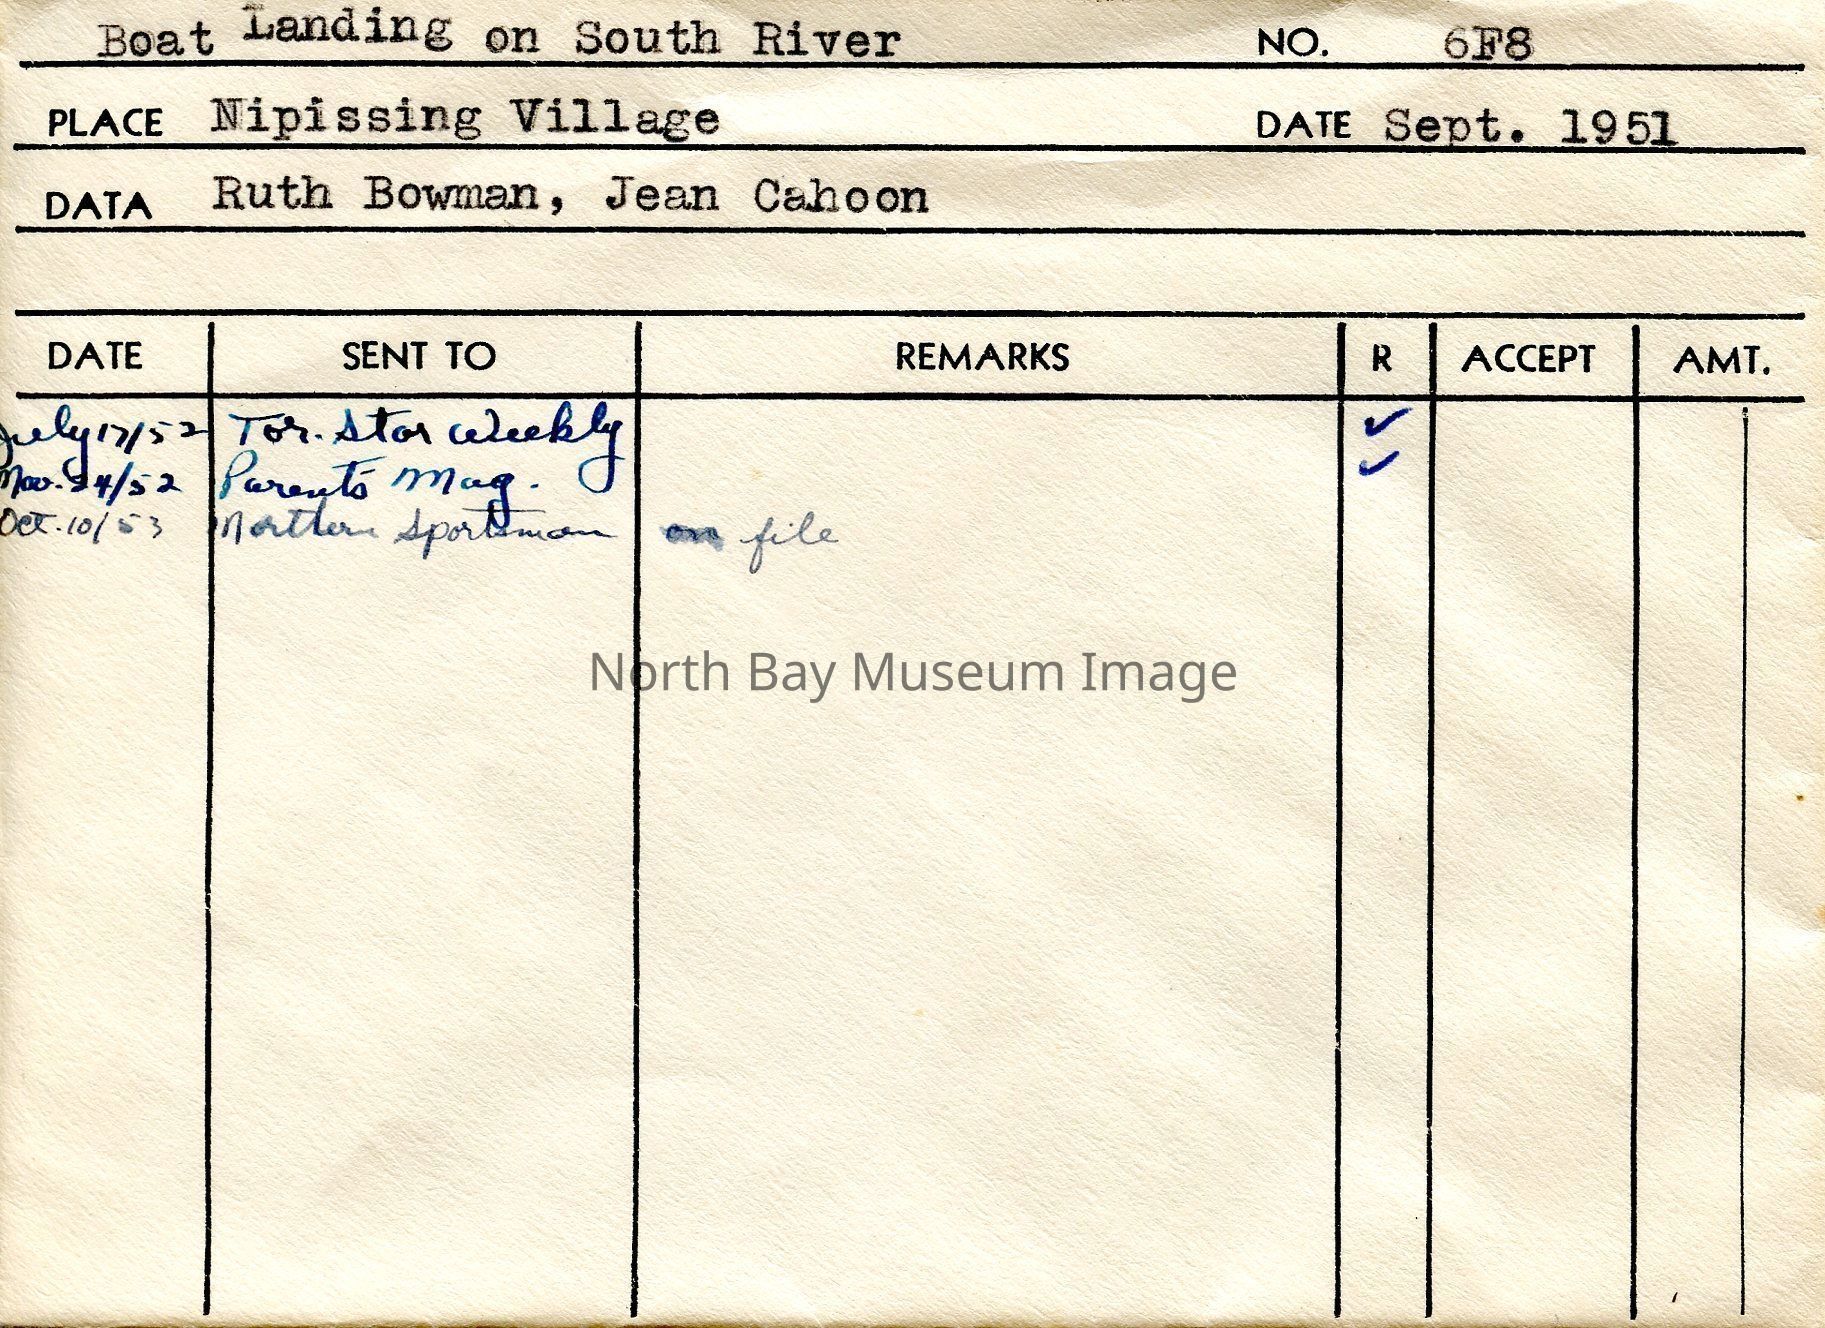 Boat Landing on South River NO. 6F8
PLACE Nipissing Village DATE Sept. 1951
DATA Ruth Bowman, Jean Cahoon
DATE SENT TO REMARKS R ACCEPT AMT.
July 17/52 Tor. Star Weekly ✓
Nov. 24/52 Parents Mag. ✓
Oct. 10/53 Northern Sportsman on file
North Bay Museum Image